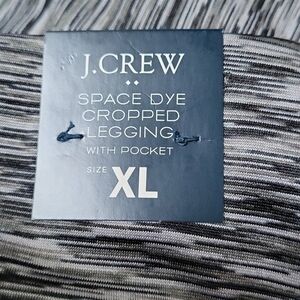 J.CREW
SPACE DYE
CROPPED
LEGGING
WITH POCKET
SIZE XL